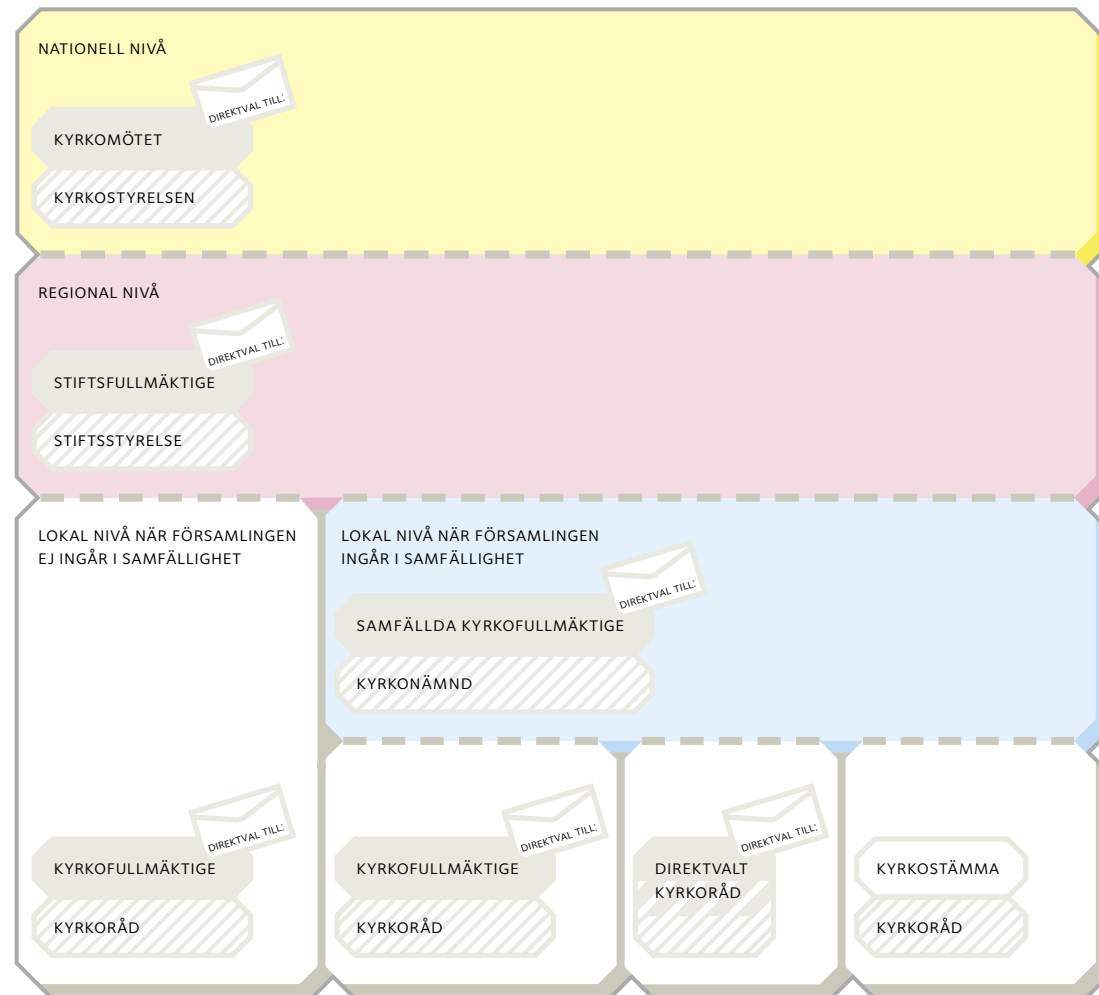 NATIONELL NIVÅ
DIREKTVAL TILL:
KYRKOMÖTET
KYRKOSTYRELSEN
REGIONAL NIVÅ
DIREKTVAL TILL:
STIFTSFULLMÄKTIGE
STIFTSSTYRELSE
LOKAL NIVÅ NÄR FÖRSAMLINGEN
EJ INGÅR I SAMFÄLLIGHET
DIREKTVAL TILL:
KYRKOFULLMÄKTIGE
KYRKORÅD
LOKAL NIVÅ NÄR FÖRSAMLINGEN
INGÅR I SAMFÄLLIGHET
DIREKTVAL TILL:
SAMFÄLLDA KYRKOFULLMÄKTIGE
KYRKONÄMND
DIREKTVAL TILL:
KYRKOFULLMÄKTIGE
KYRKORÅD
DIREKTVAL TILL:
DIREKTVALT
KYRKORÅD
KYRKOSTÄMMA
KYRKORÅD